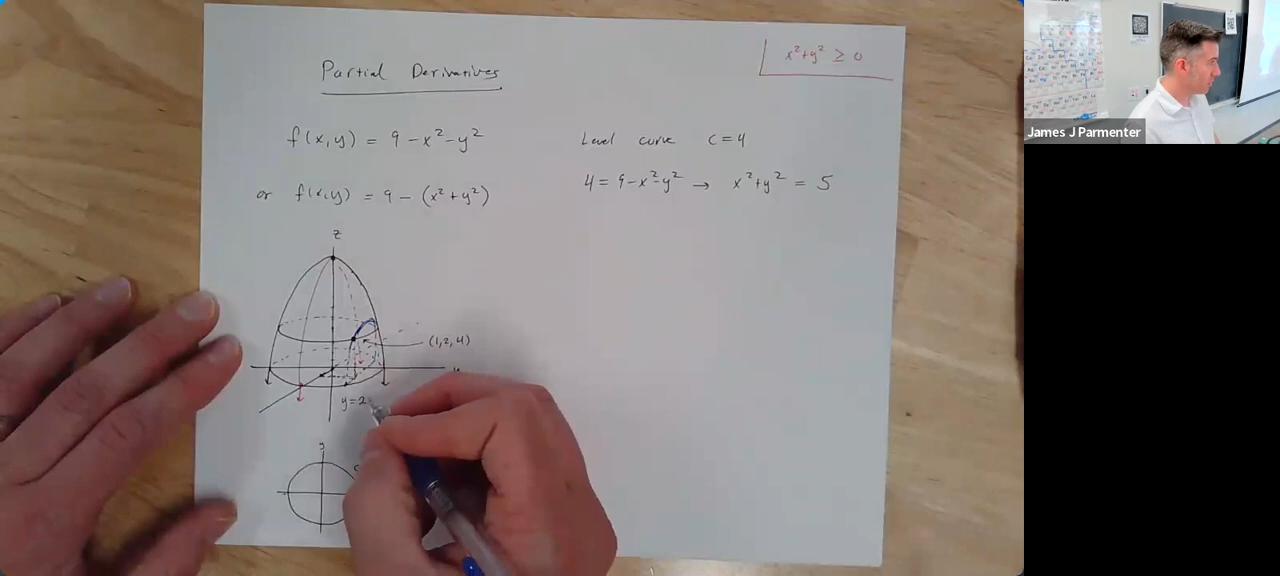 Partial Derivatives
x²+y² ≥ 0
f(x,y) = 9 - x² - y²
or f(x,y) = 9 - (x² + y²)
Level curve c = 4
4 = 9 - x² - y² → x² + y² = 5
z
(1,2,4)
y = 2
y
James J Parmenter